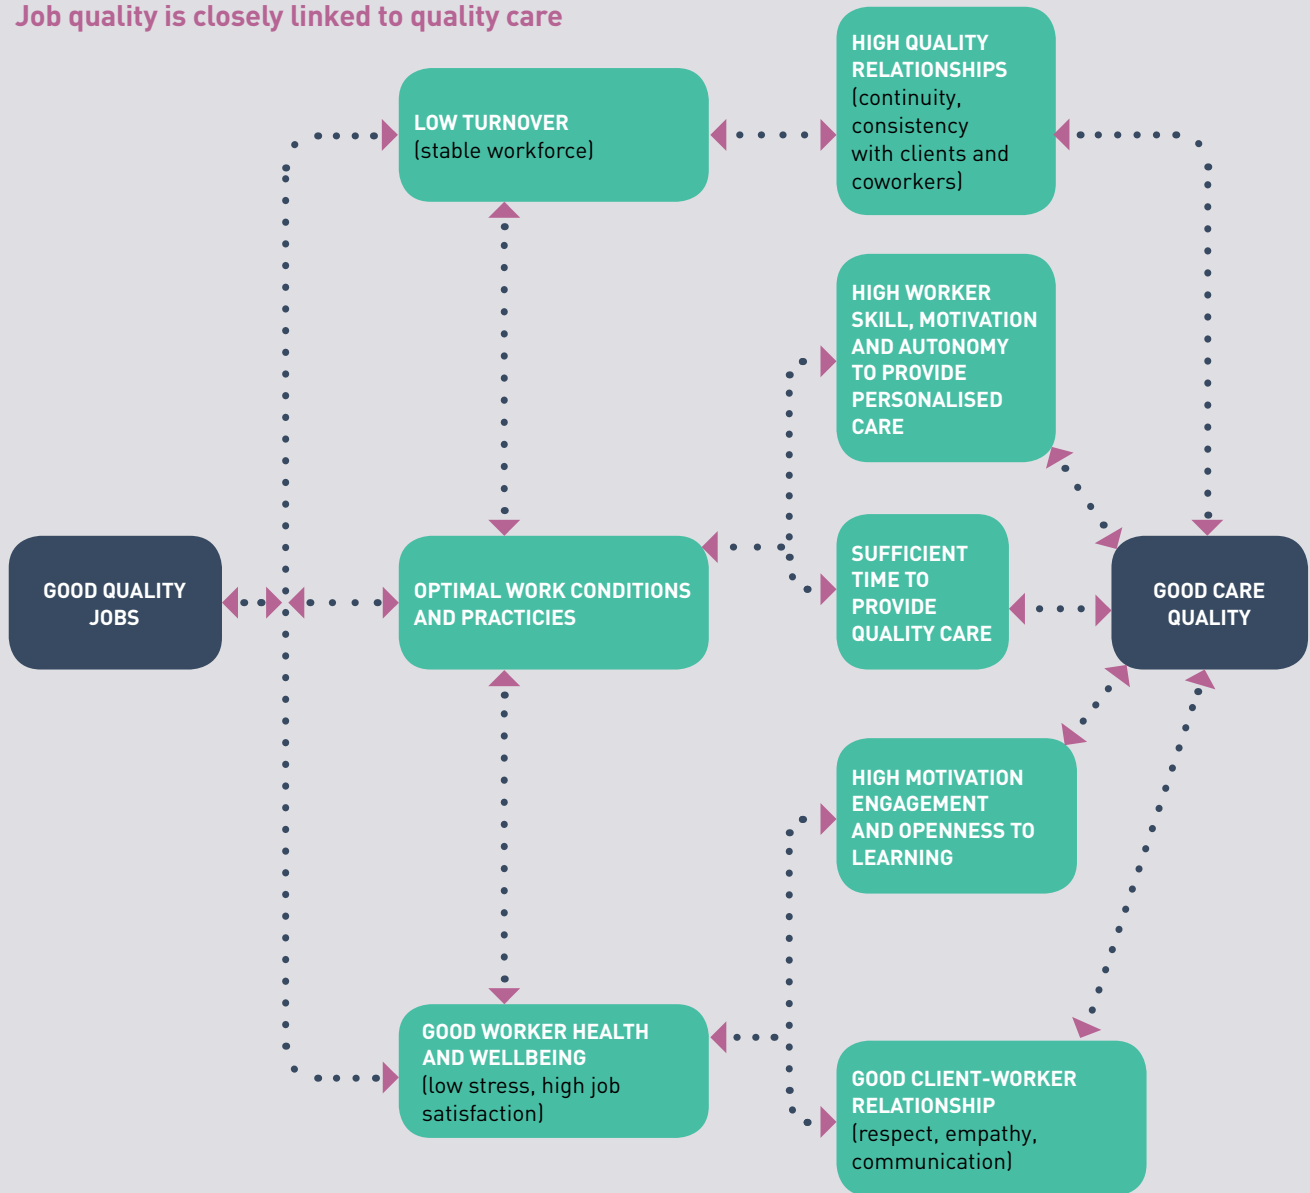 Job quality is closely linked to quality care
LOW TURNOVER
(stable workforce)
HIGH QUALITY
RELATIONSHIPS
(continuity,
consistency
with clients and
coworkers)
HIGH WORKER
SKILL, MOTIVATION
AND AUTONOMY
TO PROVIDE
PERSONALISED
CARE
GOOD QUALITY
JOBS
OPTIMAL WORK CONDITIONS
AND PRACTICIES
SUFFICIENT
TIME TO
PROVIDE
QUALITY CARE
GOOD CARE
QUALITY
HIGH MOTIVATION
ENGAGEMENT
AND OPENNESS TO
LEARNING
GOOD WORKER HEALTH
AND WELLBEING
(low stress, high job
satisfaction)
GOOD CLIENT-WORKER
RELATIONSHIP
(respect, empathy,
communication)